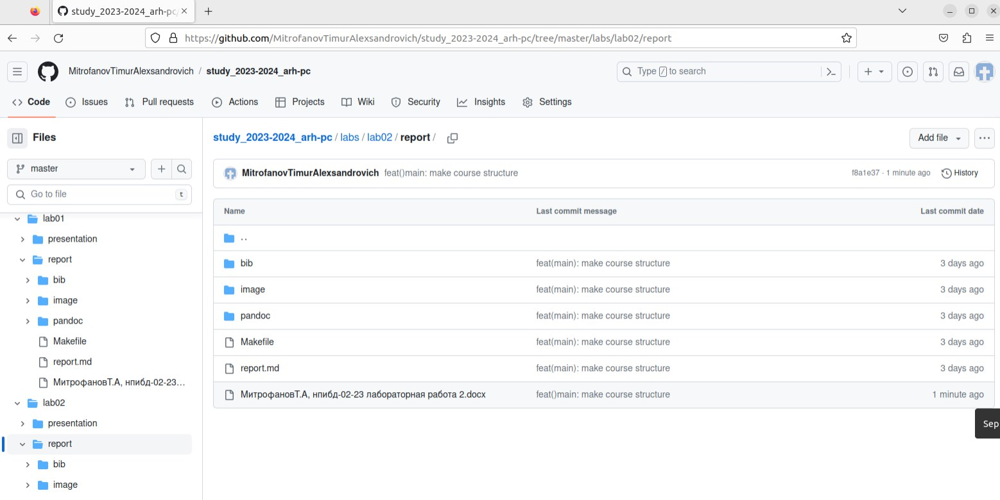 study_2023-2024_arh-pc/
https://github.com/MitrofanovTimurAlexsandrovich/study_2023-2024_arh-pc/tree/master/labs/lab02/report
MitrofanovTimurAlexsandrovich / study_2023-2024_arh-pc
Type / to search
Code Issues Pull requests Actions Projects Wiki Security Insights Settings
Files
master
Go to file t
lab01
presentation
report
bib
image
pandoc
Makefile
report.md
МитрофановТ.А, нпибд-02-23...
lab02
presentation
report
bib
image
study_2023-2024_arh-pc / labs / lab02 / report /
Add file
MitrofanovTimurAlexsandrovich feat()main: make course structure
f8a1e37 · 1 minute ago History
Name Last commit message Last commit date
..
bib feat(main): make course structure 3 days ago
image feat(main): make course structure 3 days ago
pandoc feat(main): make course structure 3 days ago
Makefile feat(main): make course structure 3 days ago
report.md feat(main): make course structure 3 days ago
МитрофановТ.А, нпибд-02-23 лабораторная работа 2.docx feat()main: make course structure 1 minute ago
Sep